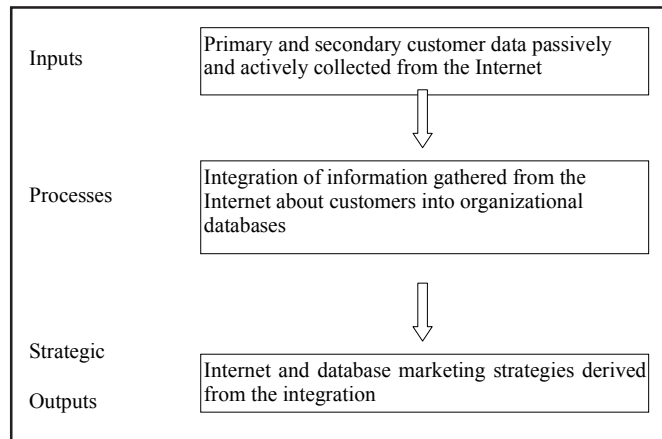 Inputs
Primary and secondary customer data passively
and actively collected from the Internet
Processes
Integration of information gathered from the
Internet about customers into organizational
databases
Strategic
Outputs
Internet and database marketing strategies derived
from the integration